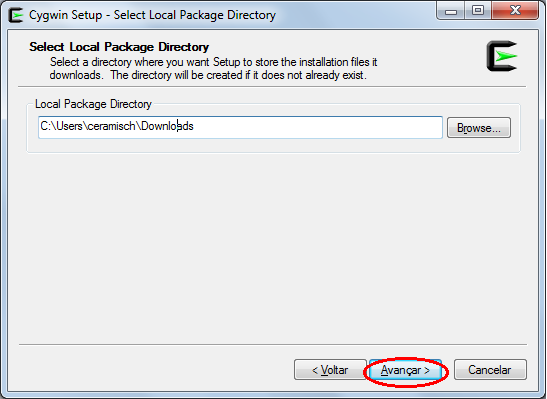 Cygwin Setup - Select Local Package Directory
Select Local Package Directory
Select a directory where you want Setup to store the installation files it
downloads. The directory will be created if it does not already exist.
Local Package Directory
C:\Users\ceramisch\Downloads
Browse...
< Voltar
Avançar >
Cancelar